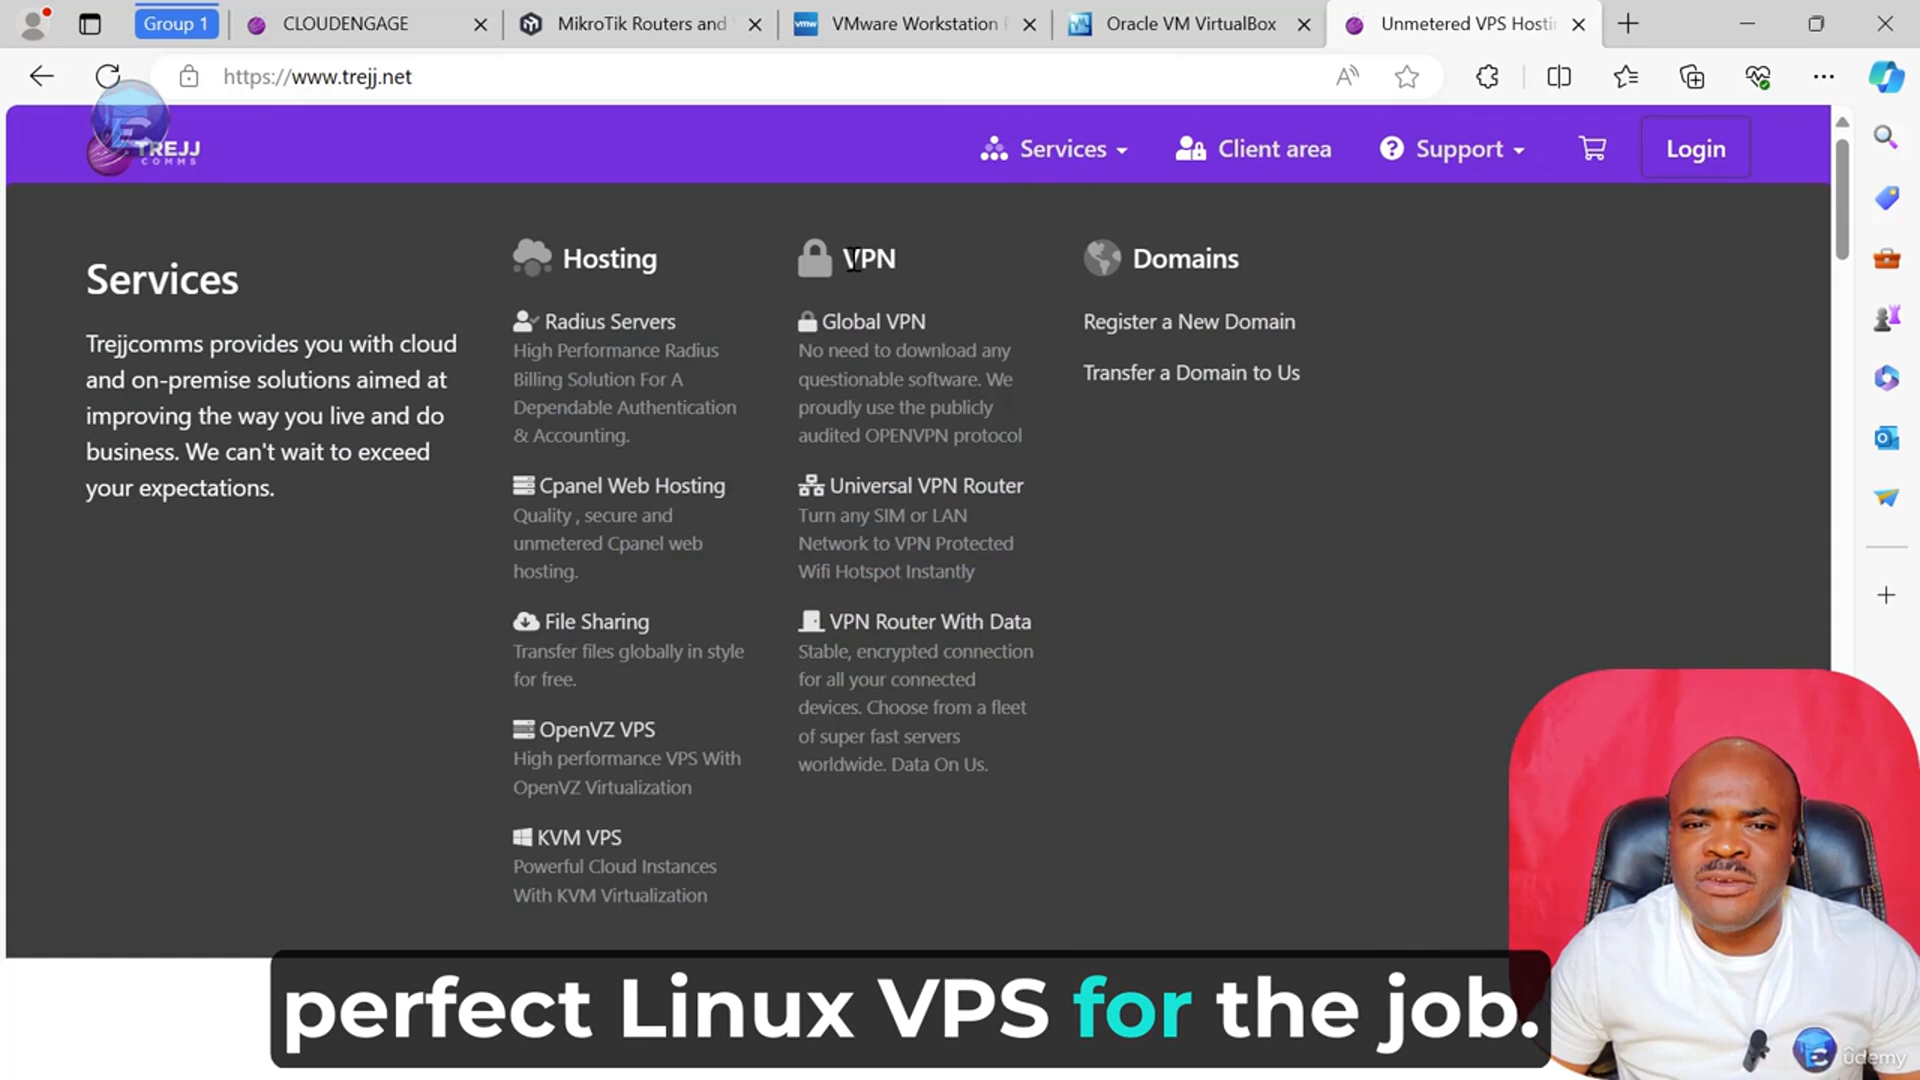 Group 1
CLOUDENGAGE
MikroTik Routers and
VMware Workstation
Oracle VM VirtualBox
Unmetered VPS Hosti
https://www.trejj.net
TREJJ
COMMS
Services
Client area
Support
Login
Services
Trejjcomms provides you with cloud
and on-premise solutions aimed at
improving the way you live and do
business. We can't wait to exceed
your expectations.
Hosting
Radius Servers
High Performance Radius
Billing Solution For A
Dependable Authentication
& Accounting.
Cpanel Web Hosting
Quality , secure and
unmetered Cpanel web
hosting.
File Sharing
Transfer files globally in style
for free.
OpenVZ VPS
High performance VPS With
OpenVZ Virtualization
KVM VPS
Powerful Cloud Instances
With KVM Virtualization
VPN
Global VPN
No need to download any
questionable software. We
proudly use the publicly
audited OPENVPN protocol
Universal VPN Router
Turn any SIM or LAN
Network to VPN Protected
Wifi Hotspot Instantly
VPN Router With Data
Stable, encrypted connection
for all your connected
devices. Choose from a fleet
of super fast servers
worldwide. Data On Us.
Domains
Register a New Domain
Transfer a Domain to Us
perfect Linux VPS for the job.
ûdemy